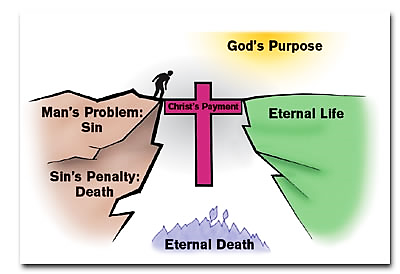 God's Purpose
Man's Problem:
Sin
Christ's Payment
Eternal Life
Sin's Penalty:
Death
Eternal Death